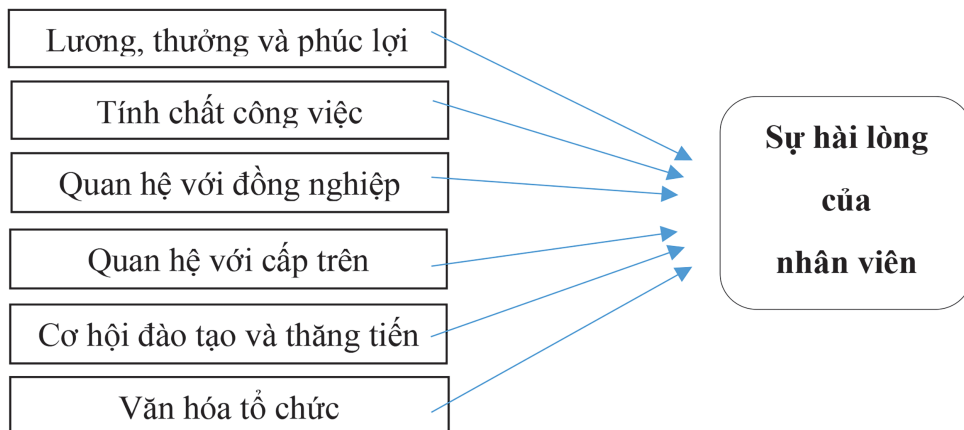 Lương, thưởng và phúc lợi
Tính chất công việc
Quan hệ với đồng nghiệp
Quan hệ với cấp trên
Cơ hội đào tạo và thăng tiến
Văn hóa tổ chức
Sự hài lòng
của
nhân viên